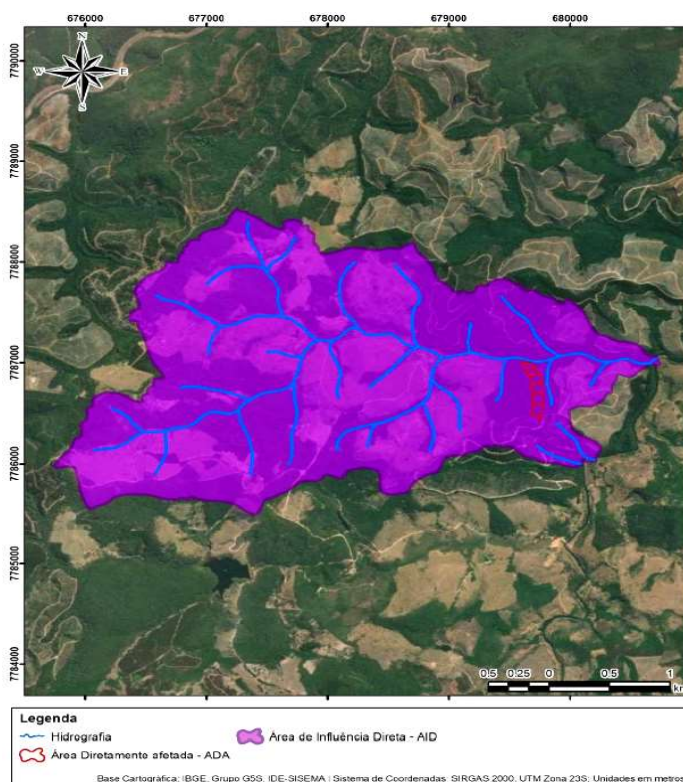 676000 677000 678000 679000 680000
N
W E
S
7790000
7789000
7788000
7787000
7786000
7785000
7784000
0.5 0.25 0 0.5 1
km
Legenda
Hidrografia
Área de Influência Direta - AID
Área Diretamente afetada - ADA
Base Cartográfica: IBGE, Grupo G5S, IDE-SISEMA | Sistema de Coordenadas: SIRGAS 2000, UTM Zona 23S; Unidades em metros